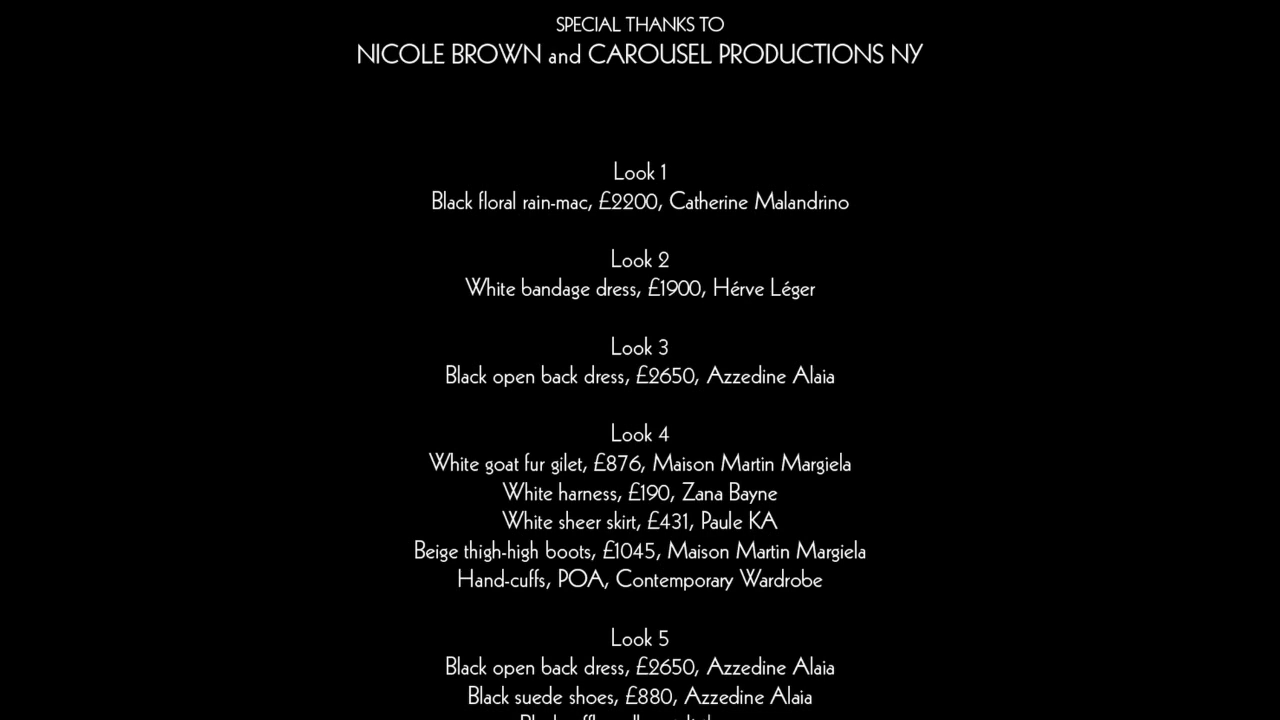 SPECIAL THANKS TO
NICOLE BROWN and CAROUSEL PRODUCTIONS NY
Look 1
Black floral rain-mac, £2200, Catherine Malandrino
Look 2
White bandage dress, £1900, Hérve Léger
Look 3
Black open back dress, £2650, Azzedine Alaia
Look 4
White goat fur gilet, £876, Maison Martin Margiela
White harness, £190, Zana Bayne
White sheer skirt, £431, Paule KA
Beige thigh-high boots, £1045, Maison Martin Margiela
Hand-cuffs, POA, Contemporary Wardrobe
Look 5
Black open back dress, £2650, Azzedine Alaia
Black suede shoes, £880, Azzedine Alaia